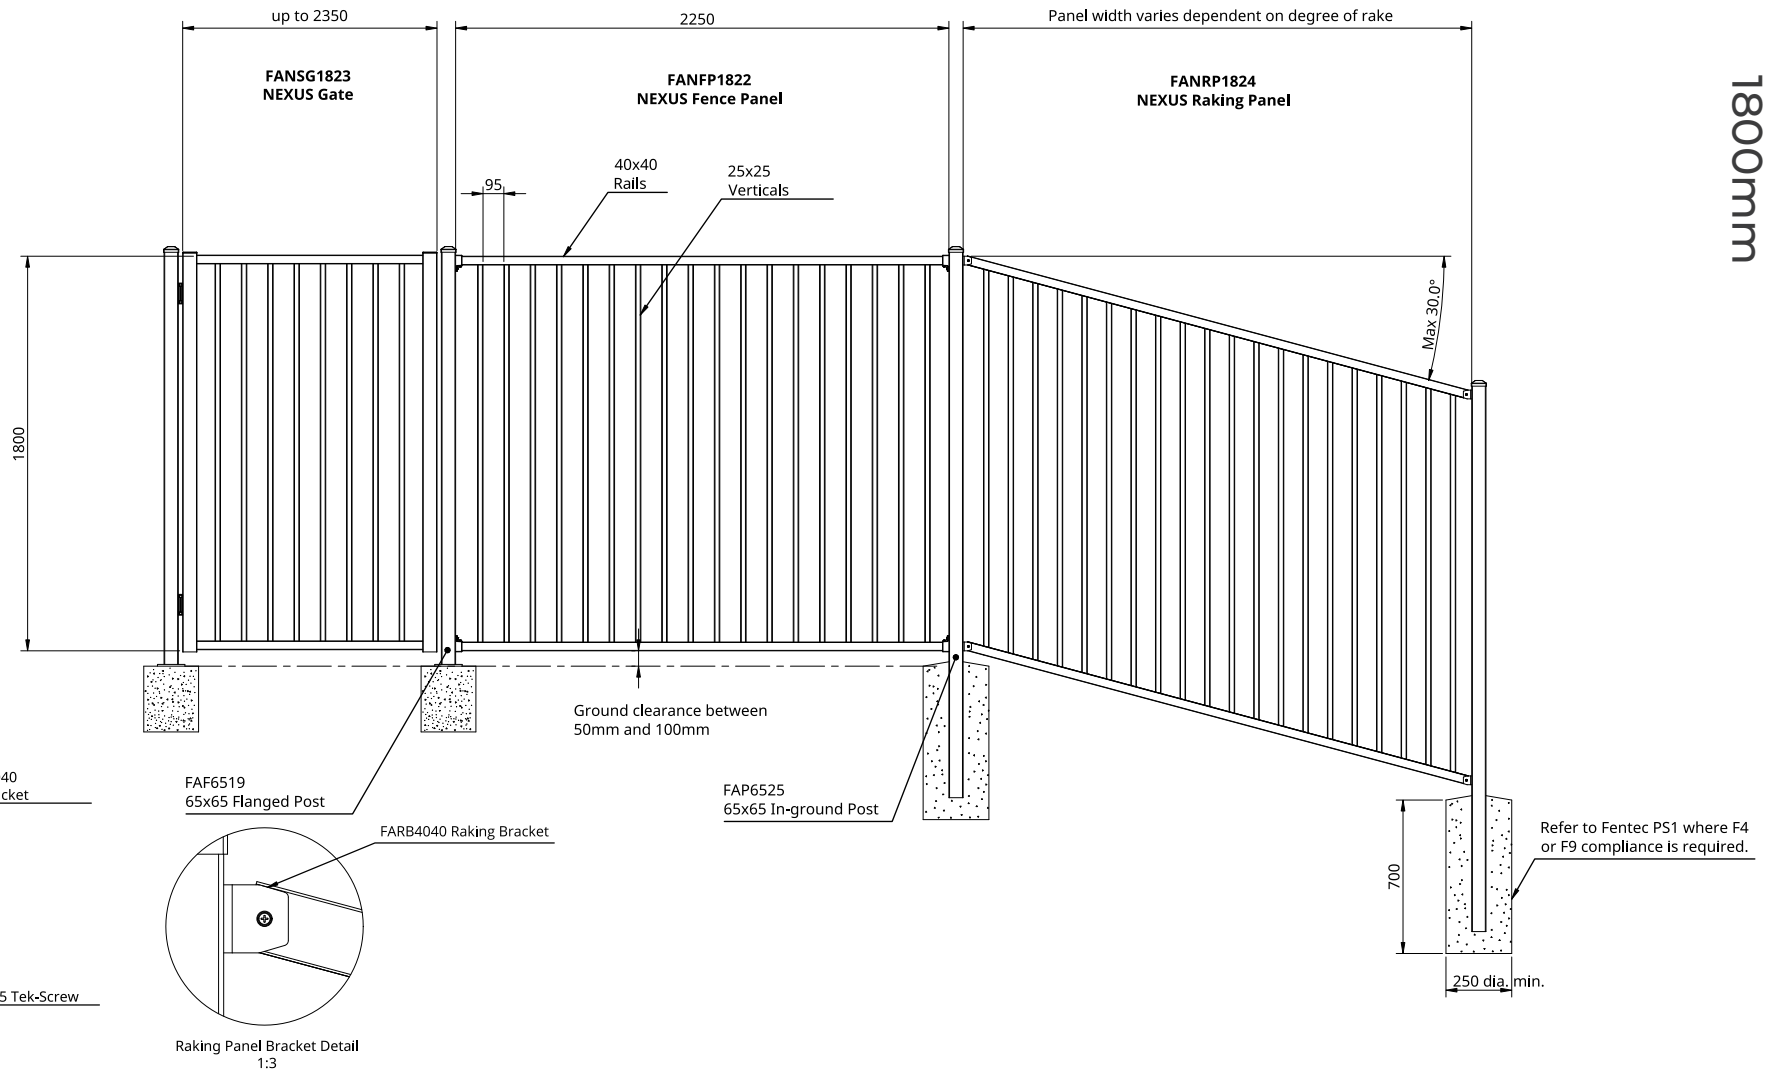 up to 2350
2250
Panel width varies dependent on degree of rake
FANSG1823
NEXUS Gate
FANFP1822
NEXUS Fence Panel
FANRP1824
NEXUS Raking Panel
1800mm
95
40x40
Rails
25x25
Verticals
Max 30.0°
1800
Ground clearance between
50mm and 100mm
40
cket
FAF6519
65x65 Flanged Post
FAP6525
65x65 In-ground Post
FARB4040 Raking Bracket
Refer to Fentec PS1 where F4
or F9 compliance is required.
700
250 dia. min.
5 Tek-Screw
Raking Panel Bracket Detail
1:3